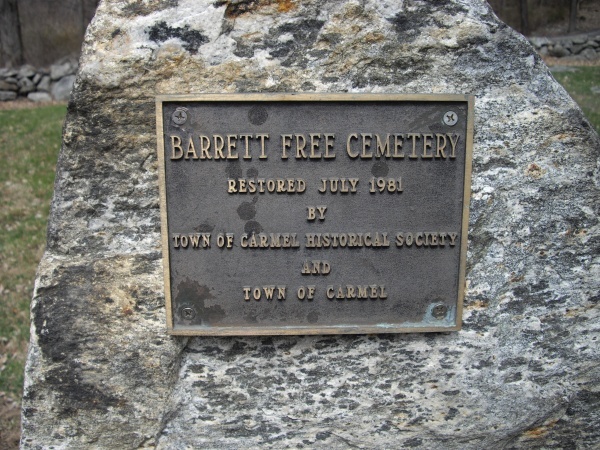 BARRETT FREE CEMETERY
RESTORED JULY 1981
BY
TOWN OF CARMEL HISTORICAL SOCIETY
AND
TOWN OF CARMEL